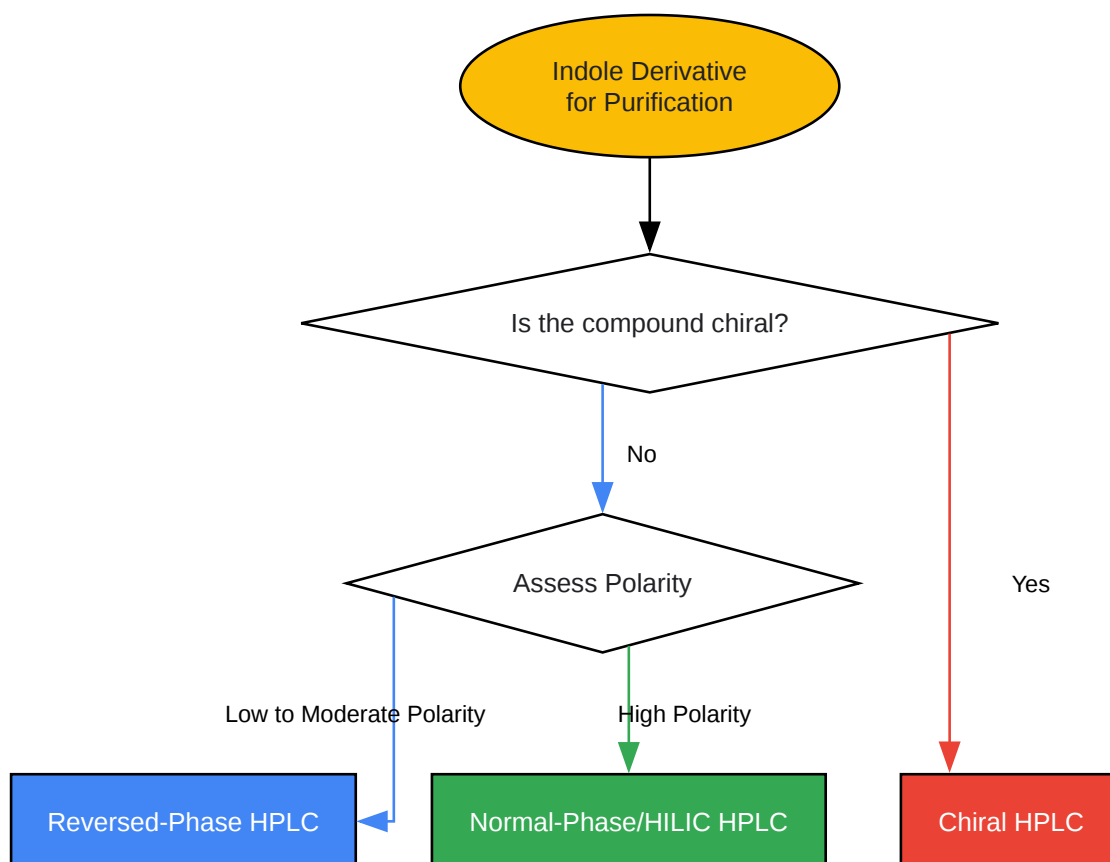 Indole Derivative
for Purification
Is the compound chiral?
No
Assess Polarity
Yes
Low to Moderate Polarity
High Polarity
Reversed-Phase HPLC
Normal-Phase/HILIC HPLC
Chiral HPLC